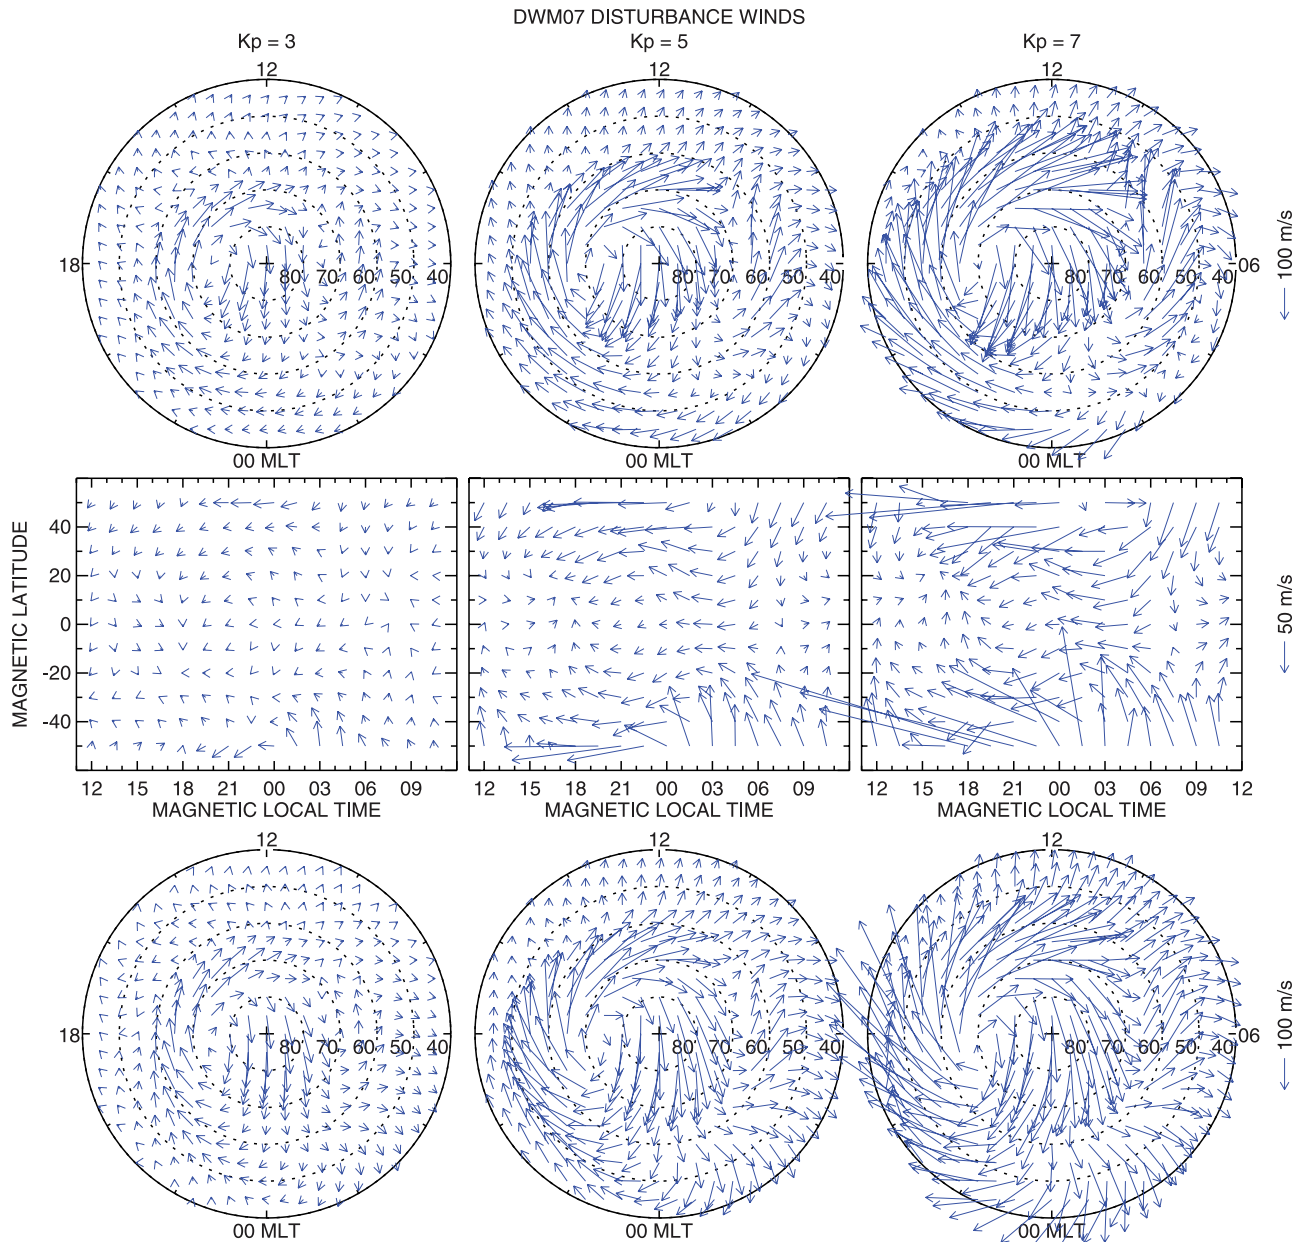 DWM07 DISTURBANCE WINDS
Kp = 3 Kp = 5 Kp = 7
12 12 12
18 80 70 60 50 40 80 70 60 50 40 80 70 60 50 40 06
100 m/s
00 MLT 00 MLT 00 MLT
MAGNETIC LATITUDE
40
20
0
-20
-40
50 m/s
12 15 18 21 00 03 06 09 12 15 18 21 00 03 06 09 12 15 18 21 00 03 06 09 12
MAGNETIC LOCAL TIME MAGNETIC LOCAL TIME MAGNETIC LOCAL TIME
12 12 12
18 80 70 60 50 40 80 70 60 50 40 80 70 60 50 40 06
100 m/s
00 MLT 00 MLT 00 MLT